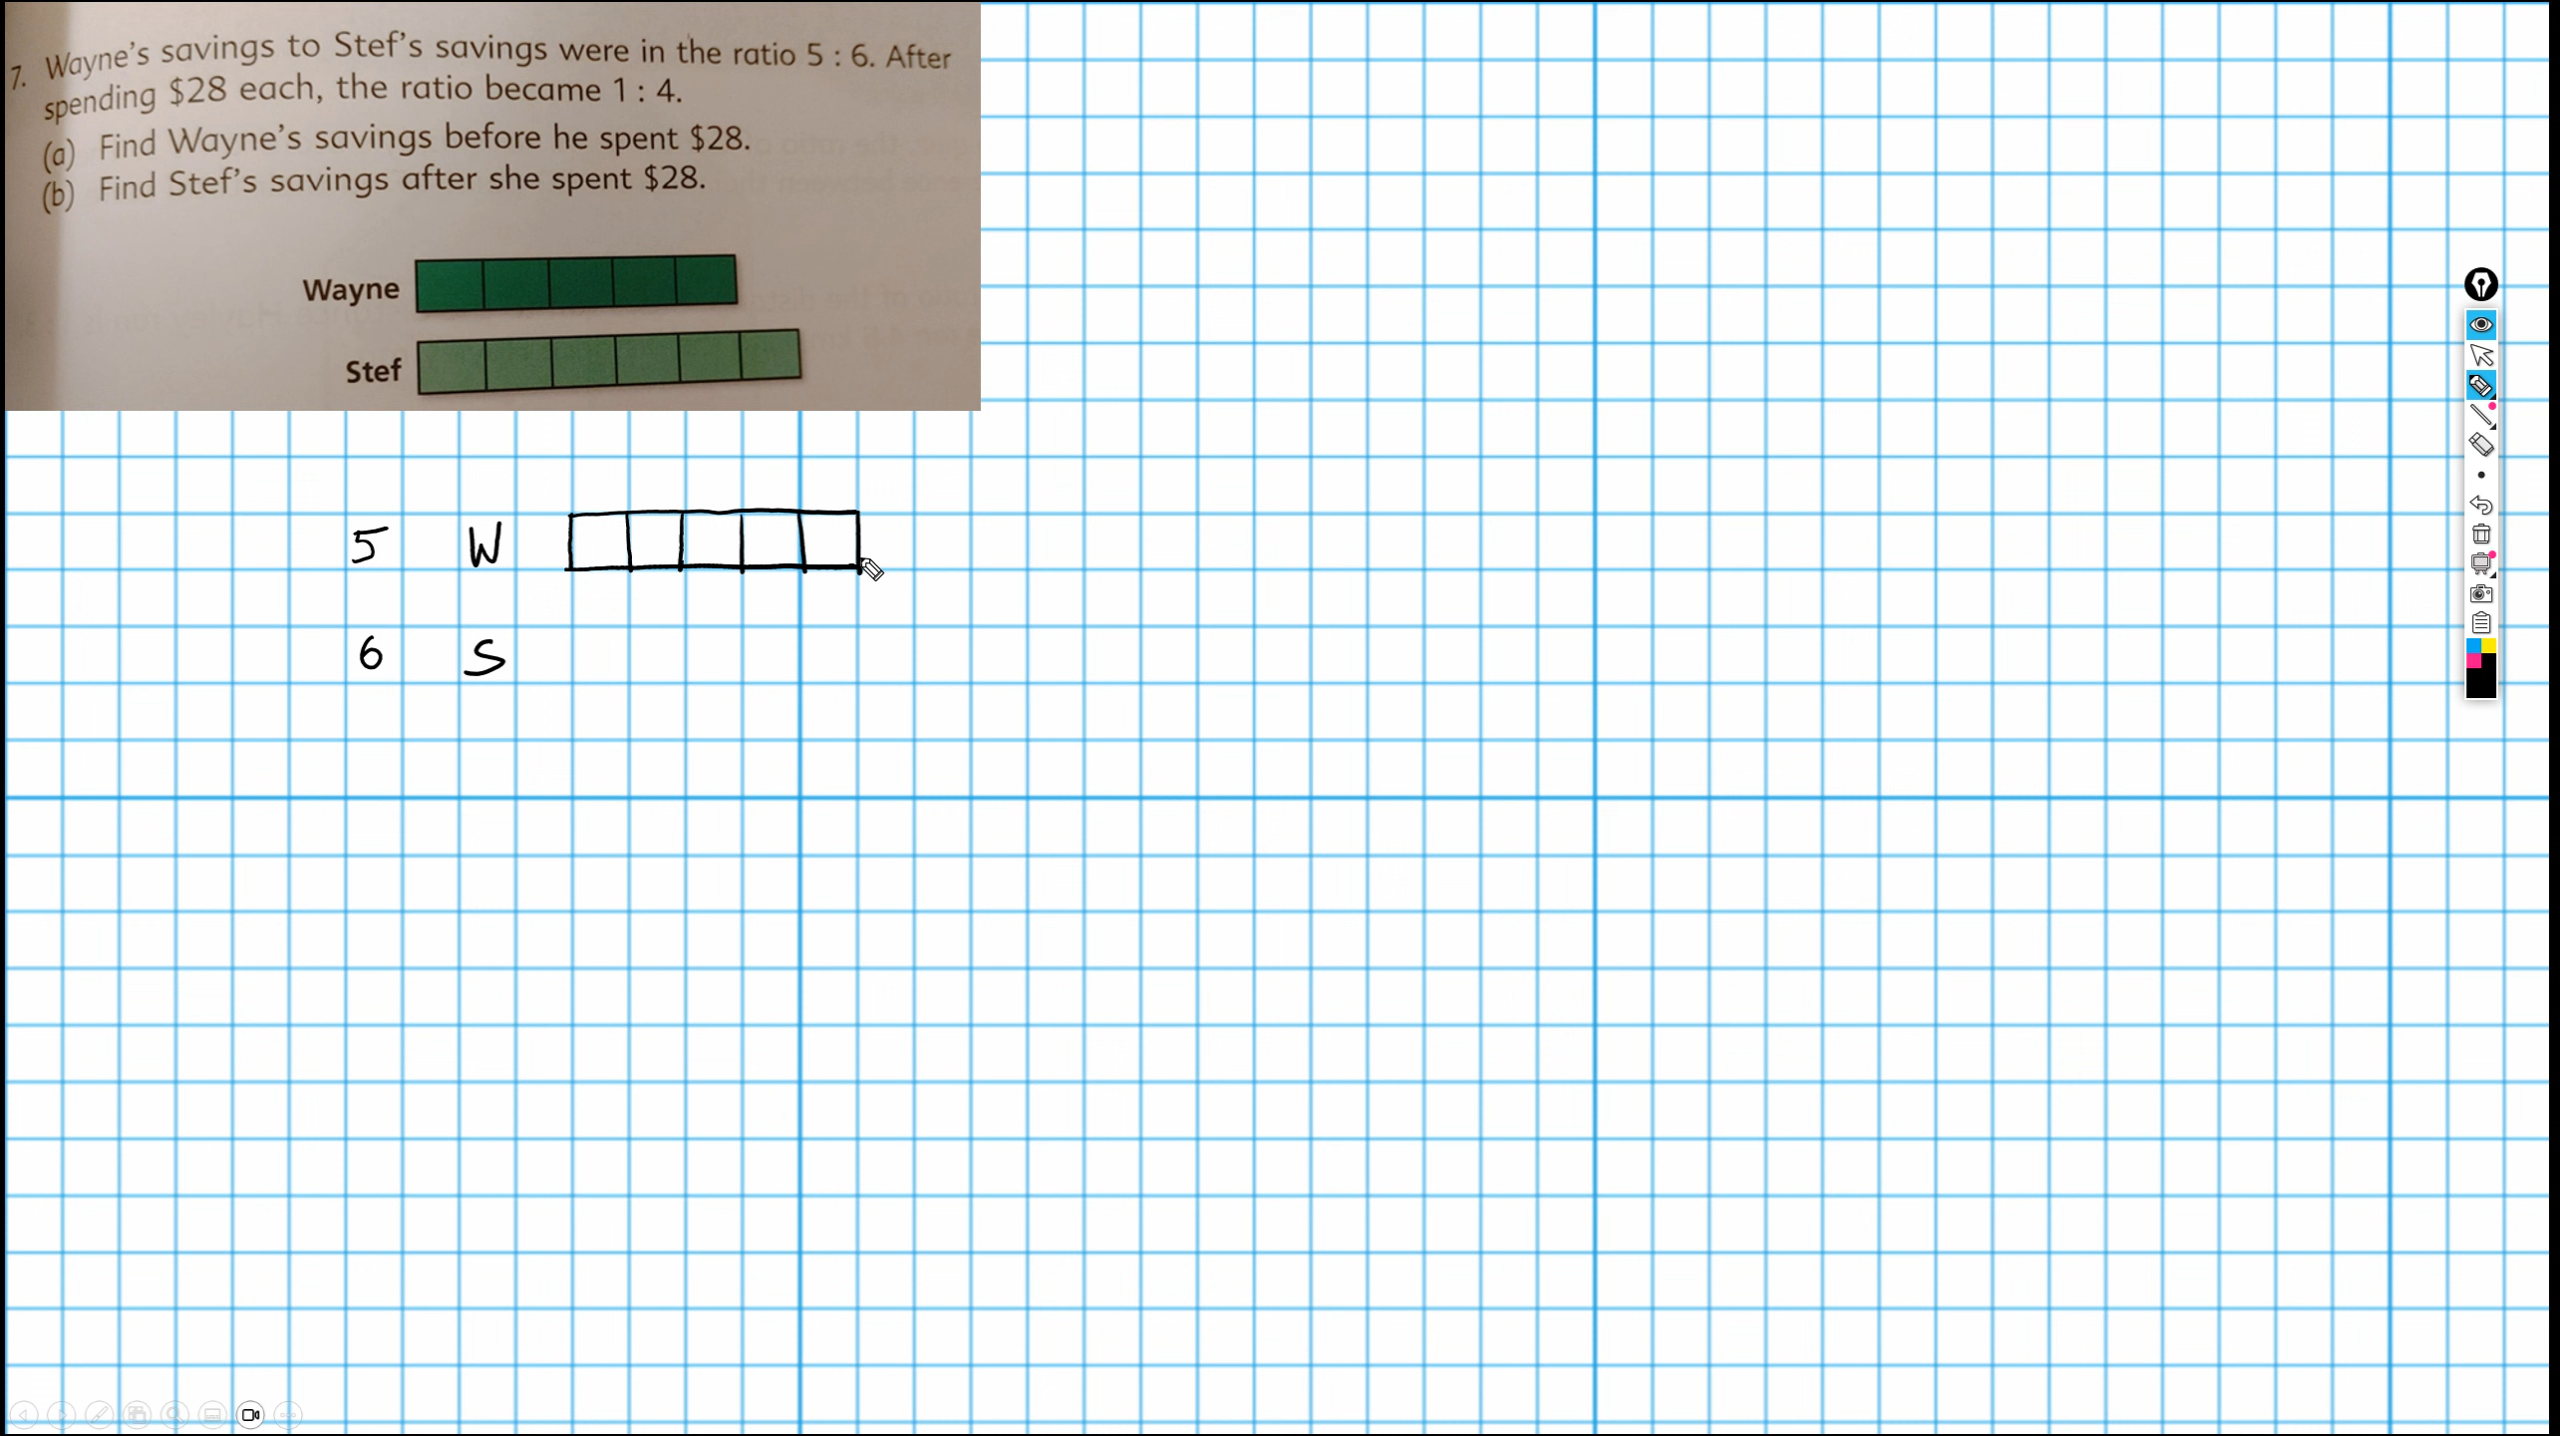 7. Wayne's savings to Stef's savings were in the ratio 5 : 6. After
spending $28 each, the ratio became 1 : 4.
(a) Find Wayne's savings before he spent $28.
(b) Find Stef's savings after she spent $28.
Wayne
Stef
5 W
6 S